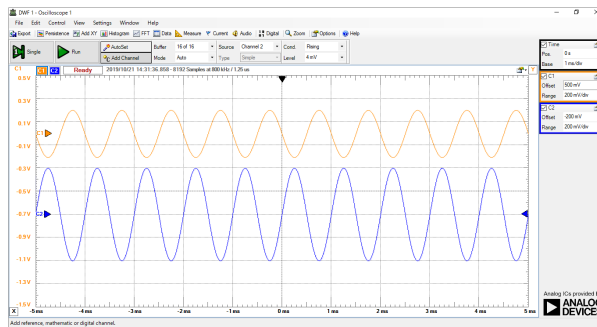 DWF 1 - Oscilloscope 1
File Edit Control View Settings Window Help
Export Persistence Add XY Histogram FFT Data Measure Current Audio Digital Zoom Options Help
Single Run AutoSet Buffer 16 of 16 Source Channel 2 Cond. Rising
Add Channel Mode Auto Type Simple Level 4 mV
C1 C1 C2 Ready 2019/10/21 14:31:36.858 - 8192 Samples at 800 kHz / 1.25 us Y
0.5 V
0.3 V
0.1 V
C1
-0.1 V
-0.3 V
-0.5 V
-0.7 V C2
-0.9 V
-1.1 V
-1.3 V
-1.5 V
X -5 ms -4 ms -3 ms -2 ms -1 ms 0 ms 1 ms 2 ms 3 ms 4 ms 5 ms
Time
Pos. 0 s
Base 1 ms/div
C1
Offset 500 mV
Range 200 mV/div
C2
Offset -200 mV
Range 200 mV/div
Analog ICs provided b
ANALO
DEVICE
Add reference, mathematic or digital channel.